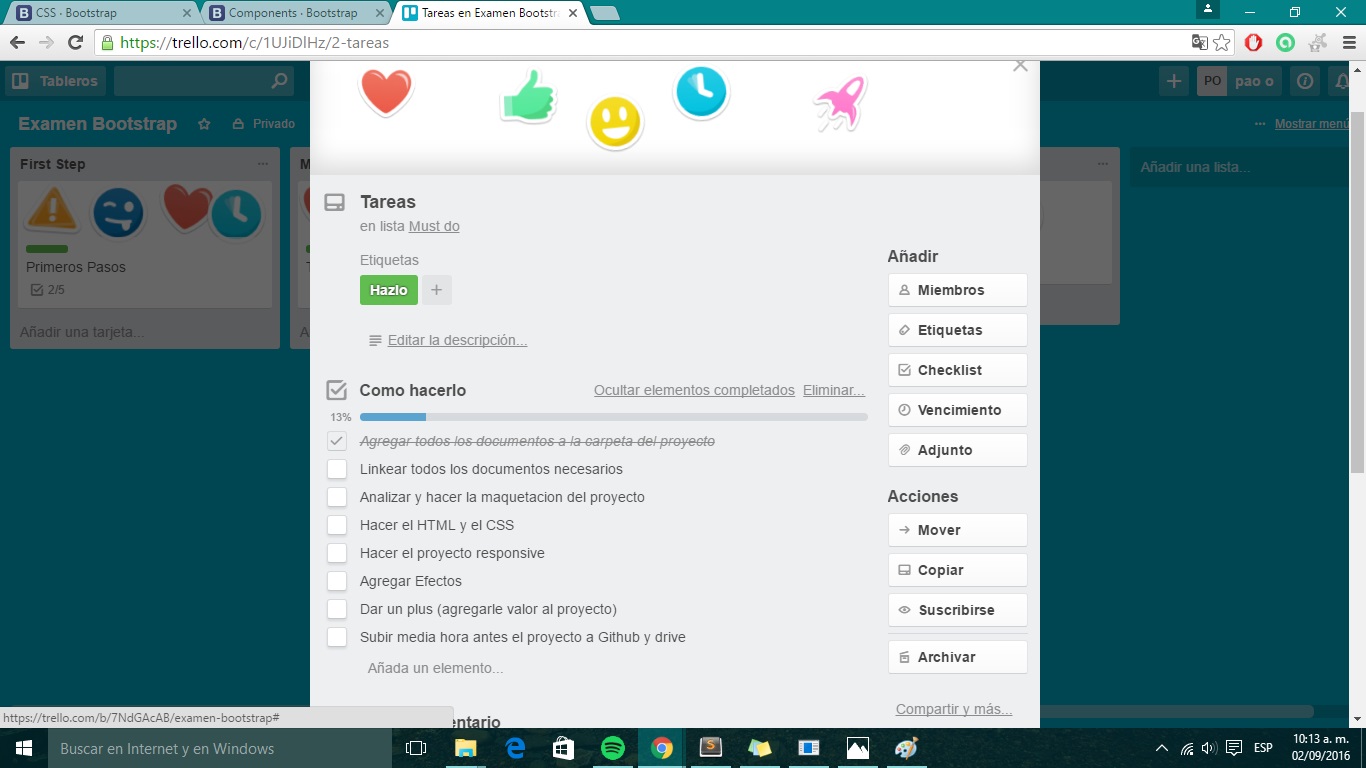 CSS · Bootstrap
Components · Bootstrap
Tareas en Examen Bootstra
https://trello.com/c/1UJiDlHz/2-tareas
Tableros
PO pao o
Examen Bootstrap
Privado
Mostrar menú
First Step
M
Añadir una lista...
Primeros Pasos
2/5
Añadir una tarjeta...
A
Tareas
en lista Must do
Etiquetas
Hazlo
Editar la descripción...
Como hacerlo
Ocultar elementos completados
Eliminar...
13%
Agregar todos los documentos a la carpeta del proyecto
Linkear todos los documentos necesarios
Analizar y hacer la maquetacion del proyecto
Hacer el HTML y el CSS
Hacer el proyecto responsive
Agregar Efectos
Dar un plus (agregarle valor al proyecto)
Subir media hora antes el proyecto a Github y drive
Añada un elemento...
Añadir
Miembros
Etiquetas
Checklist
Vencimiento
Adjunto
Acciones
Mover
Copiar
Suscribirse
Archivar
Compartir y más...
https://trello.com/b/7NdGAcAB/examen-bootstrap#
entario
Buscar en Internet y en Windows
ESP
10:13 a. m.
02/09/2016